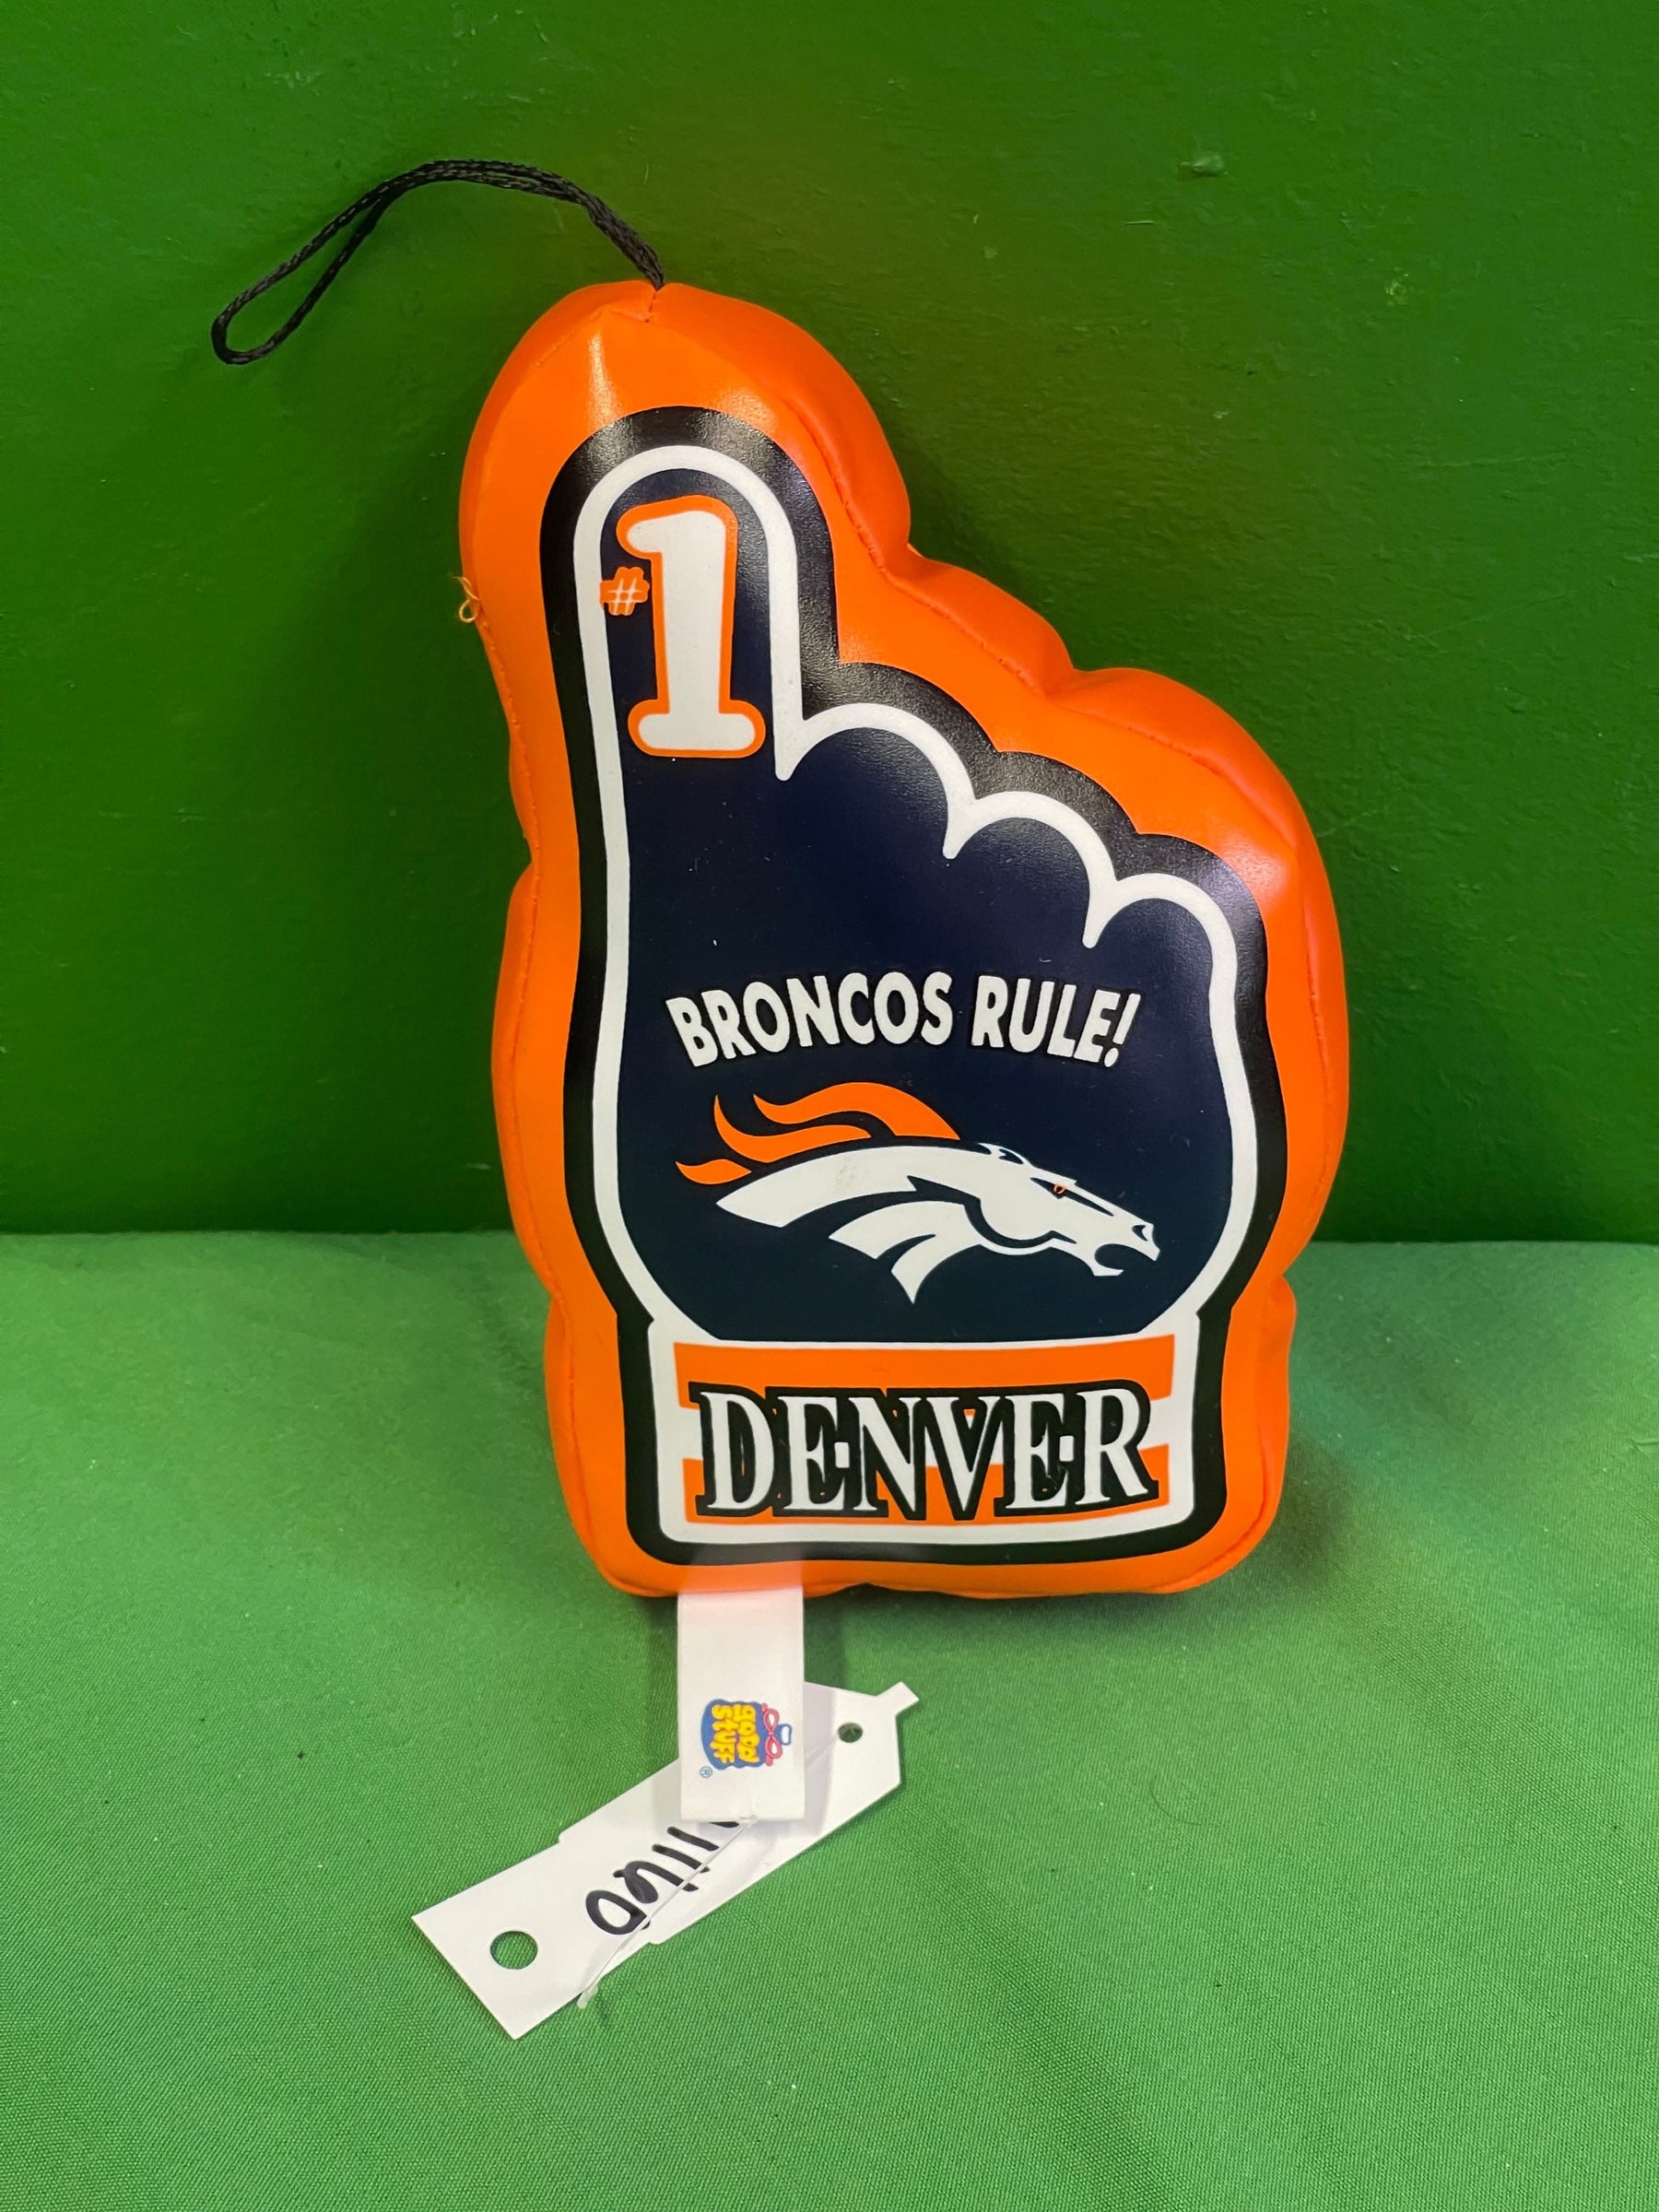 #1
BRONCOS RULE!
DENVER
good
stuff
®